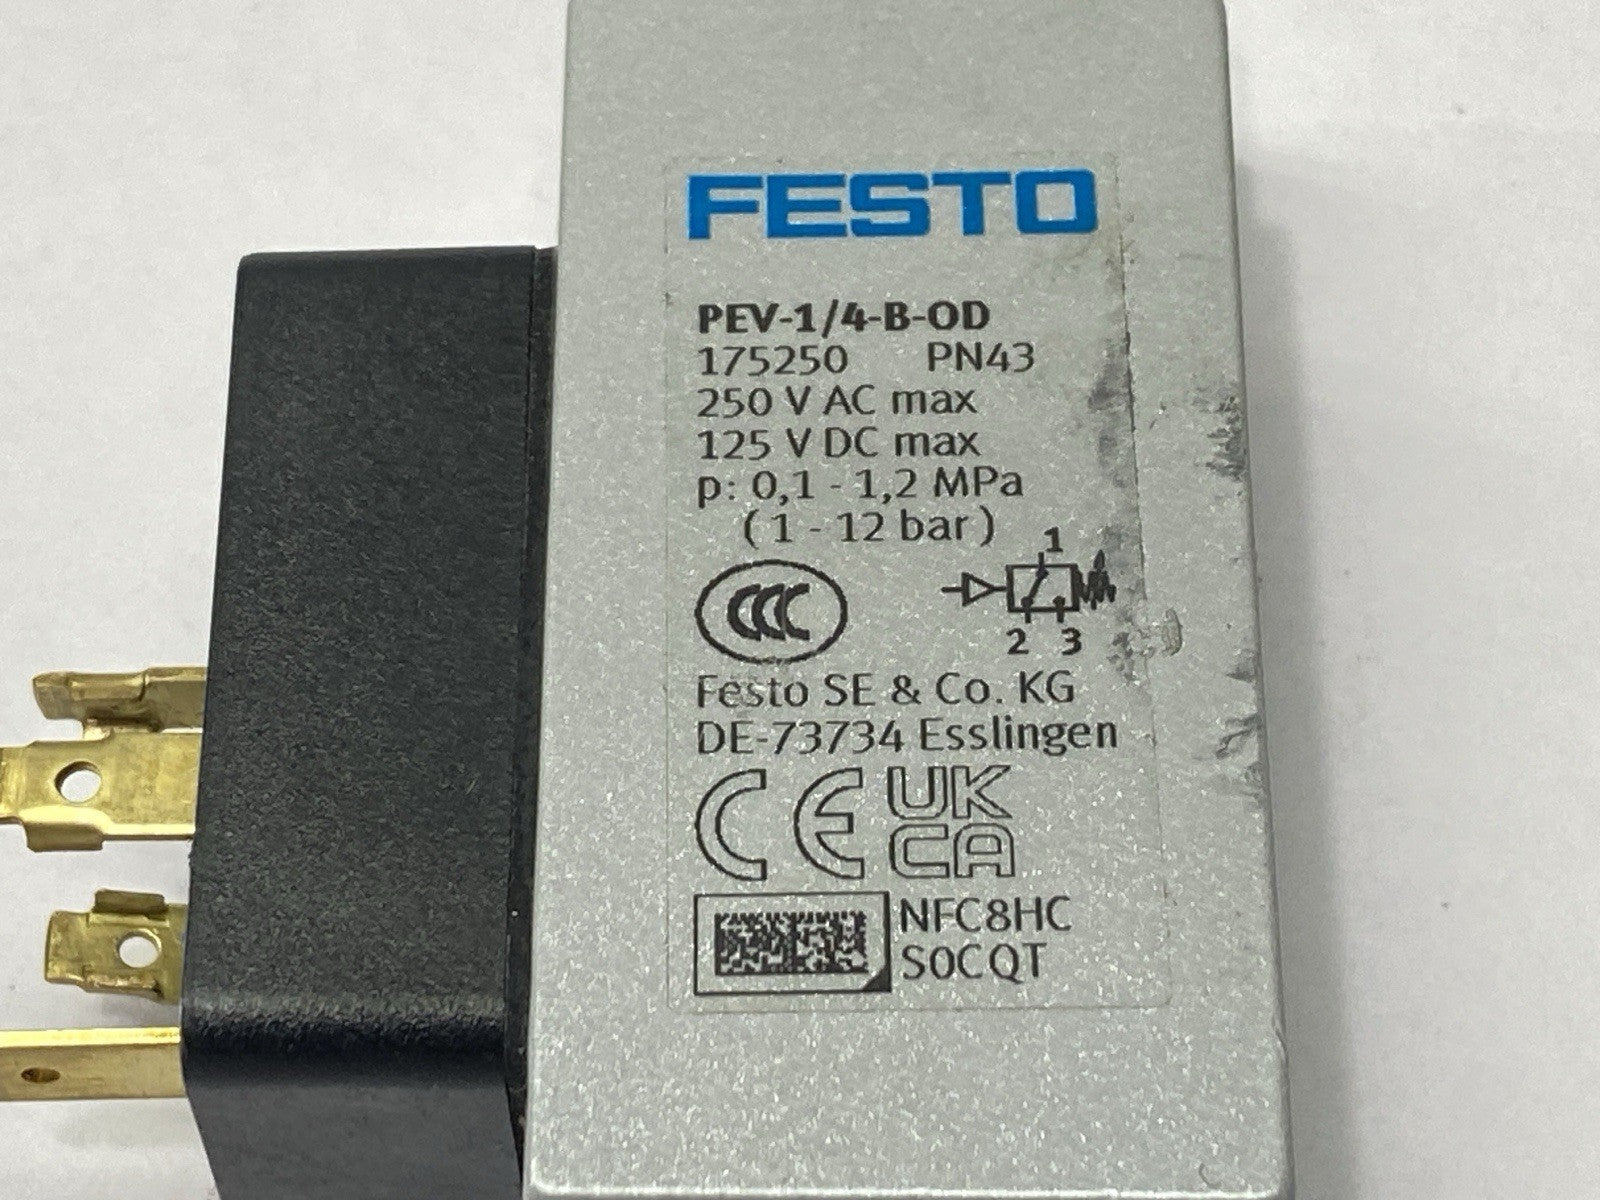 FESTO
PEV-1/4-B-OD
175250 PN43
250 V AC max
125 V DC max
p: 0,1 - 1,2 MPa
( 1 - 12 bar )
1
2 3
CCC
Festo SE & Co. KG
DE-73734 Esslingen
CE UK
CA
NFC8HC
S0CQT